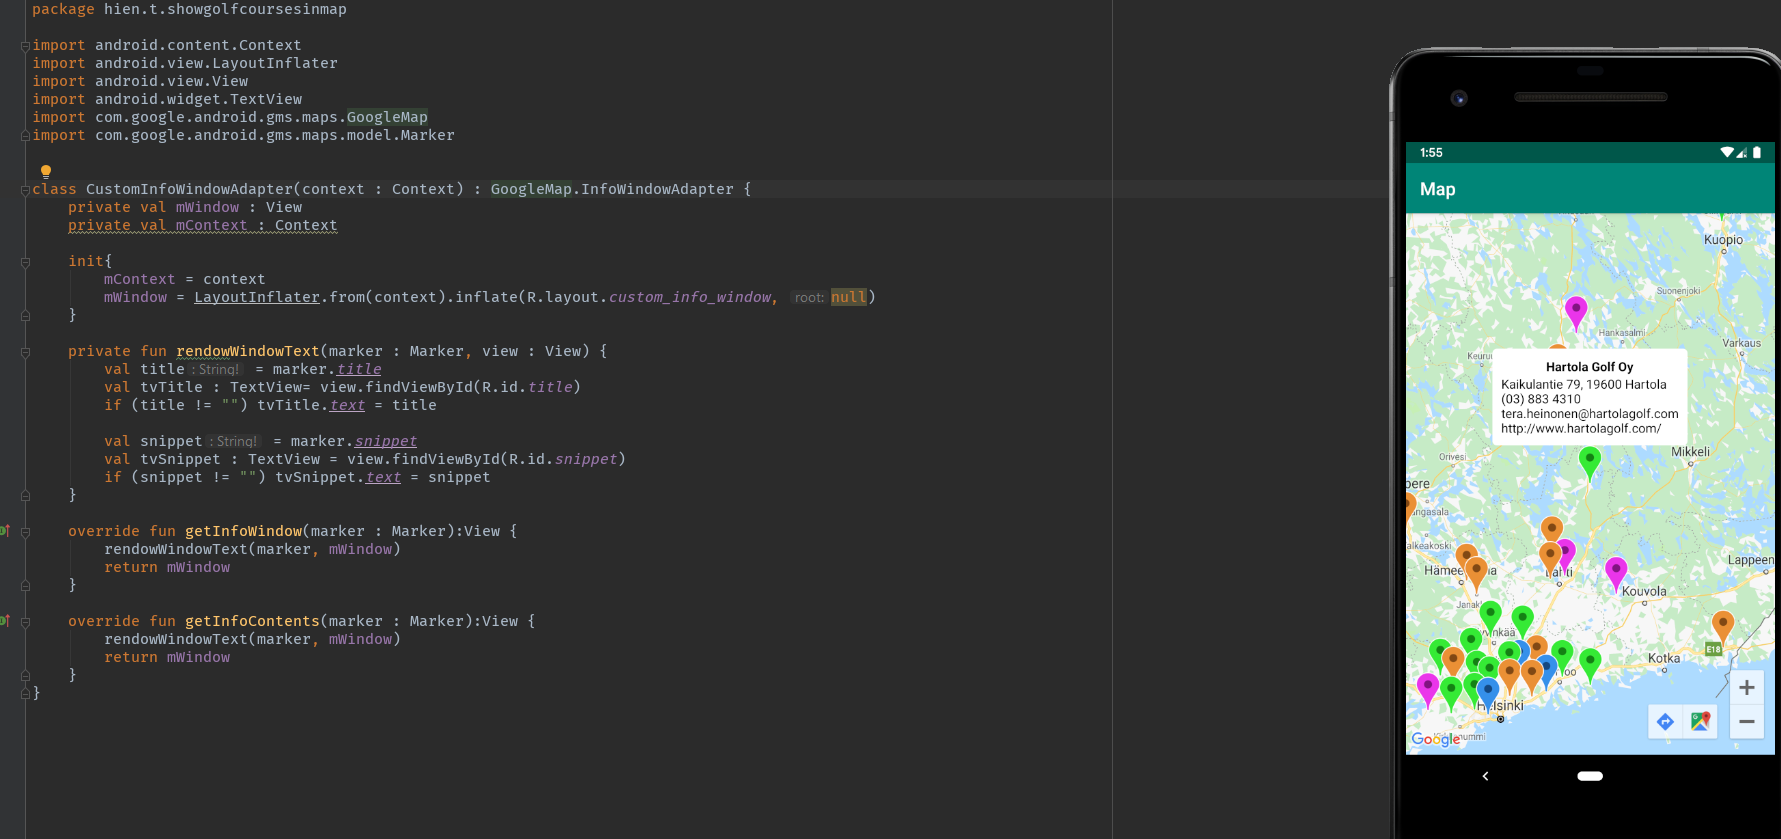 package hien.t.showgolfcoursesinmap
import android.content.Context
import android.view.LayoutInflater
import android.view.View
import android.widget.TextView
import com.google.android.gms.maps.GoogleMap
import com.google.android.gms.maps.model.Marker
class CustomInfoWindowAdapter(context : Context) : GoogleMap.InfoWindowAdapter {
private val mWindow : View
private val mContext : Context
init{
mContext = context
mWindow = LayoutInflater.from(context).inflate(R.layout.custom_info_window, root: null)
}
private fun rendowWindowText(marker : Marker, view : View) {
val title : String! = marker.title
val tvTitle : TextView= view.findViewById(R.id.title)
if (title != "") tvTitle.text = title
val snippet : String! = marker.snippet
val tvSnippet : TextView = view.findViewById(R.id.snippet)
if (snippet != "") tvSnippet.text = snippet
}
override fun getInfoWindow(marker : Marker):View {
rendowWindowText(marker, mWindow)
return mWindow
}
override fun getInfoContents(marker : Marker):View {
rendowWindowText(marker, mWindow)
return mWindow
}
}
1:55
Map
Kuopio
Suonenjoki
Hankasalmi
Varkaus
Keuru
Hartola Golf Oy
Kaikulantie 79, 19600 Hartola
(03) 883 4310
tera.heinonen@hartolagolf.com
http://www.hartolagolf.com/
Mikkeli
Orivesi
pere
ngasala
alkeakoski
Lappeen
Häme
na
ahti
Kouvola
Janak
yvinkää
E18
Kotka
oo
Helsinki
+
−
Google
nummi